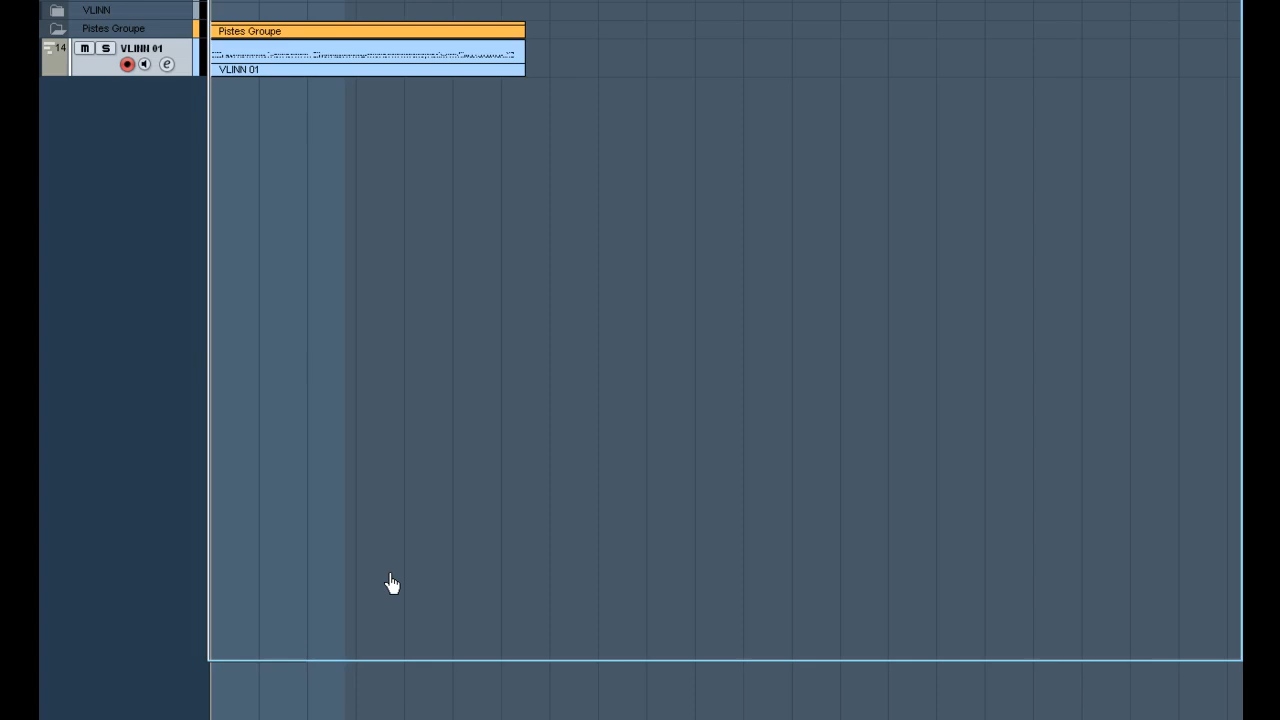 VLINN
Pistes Groupe
14 m S VLINN 01
e
Pistes Groupe
VLINN 01